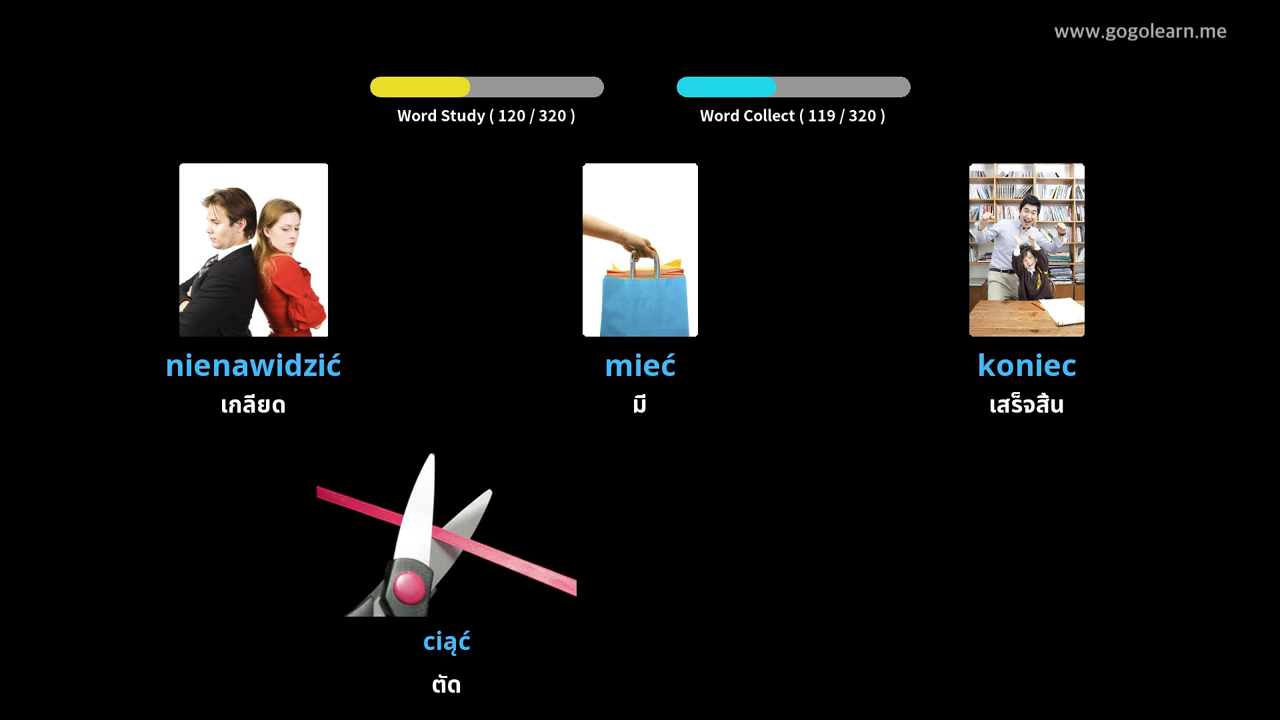 www.gogolearn.me
Word Study ( 120 / 320 )
Word Collect ( 119 / 320 )
nienawidzić
mieć
koniec
เกลียด
มี
เสร็จสิ้น
ciąć
ตัด